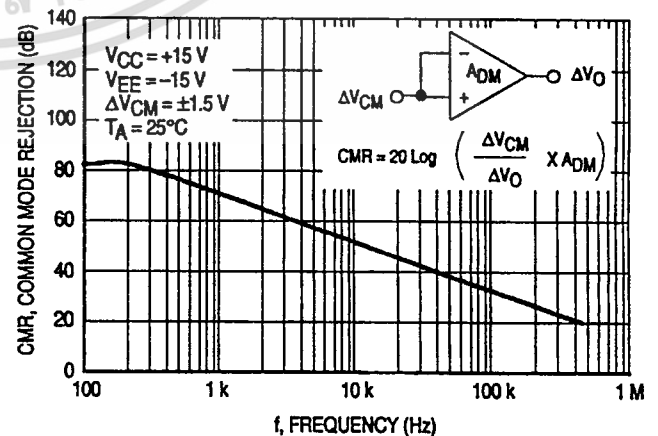 CMR, COMMON MODE REJECTION (dB)
140
120
100
80
60
40
20
0
VCC = +15 V
VEE = -15 V
ΔVCM = ±1.5 V
TA = 25°C
ΔVCM
−
+
ADM
ΔVO
CMR = 20 Log ( ΔVCM / ΔVO X ADM )
100
1 k
10 k
100 k
1 M
f, FREQUENCY (Hz)